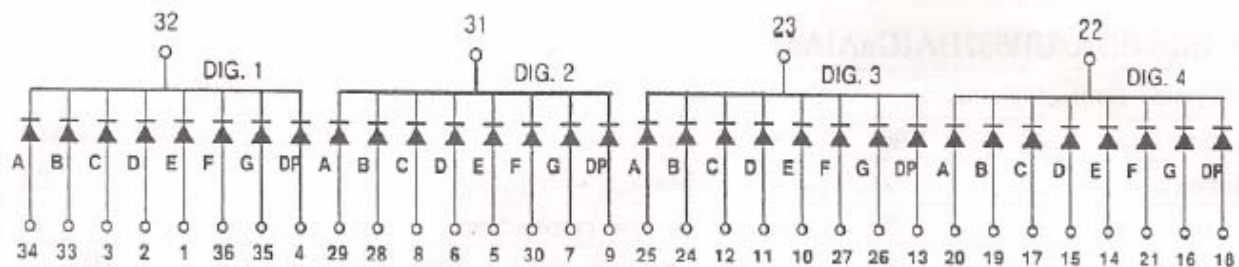 32 31 23 22
DIG. 1 DIG. 2 DIG. 3 DIG. 4
A B C D E F G DP A B C D E F G DP A B C D E F G DP A B C D E F G DP
34 33 3 2 1 36 35 4 29 28 8 6 5 30 7 9 25 24 12 11 10 27 26 13 20 19 17 15 14 21 16 18